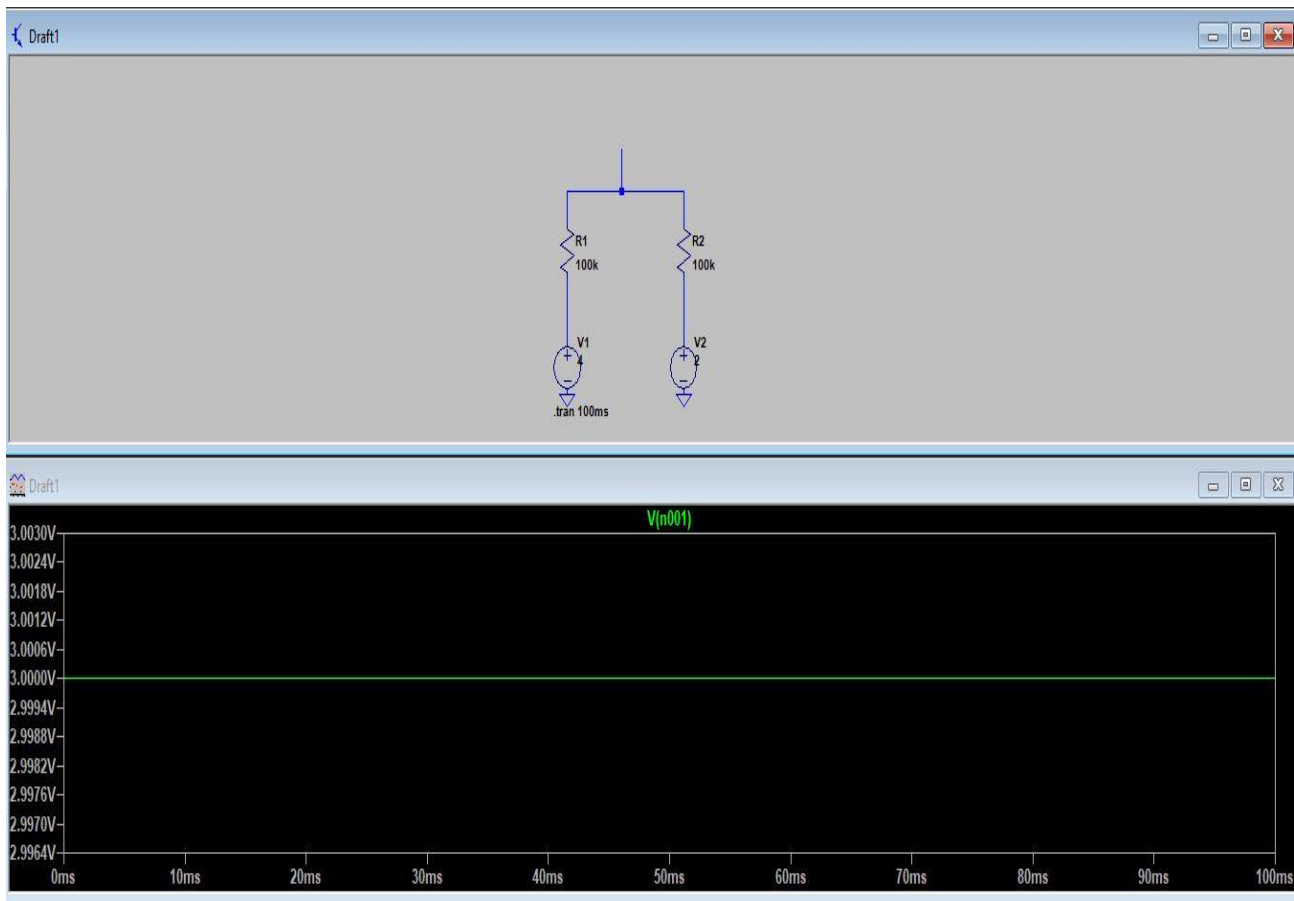 Draft1
R1
100k
R2
100k
V1
4
V2
2
.tran 100ms
Draft1
V(n001)
3.0030V
3.0024V
3.0018V
3.0012V
3.0006V
3.0000V
2.9994V
2.9988V
2.9982V
2.9976V
2.9970V
2.9964V
0ms 10ms 20ms 30ms 40ms 50ms 60ms 70ms 80ms 90ms 100ms